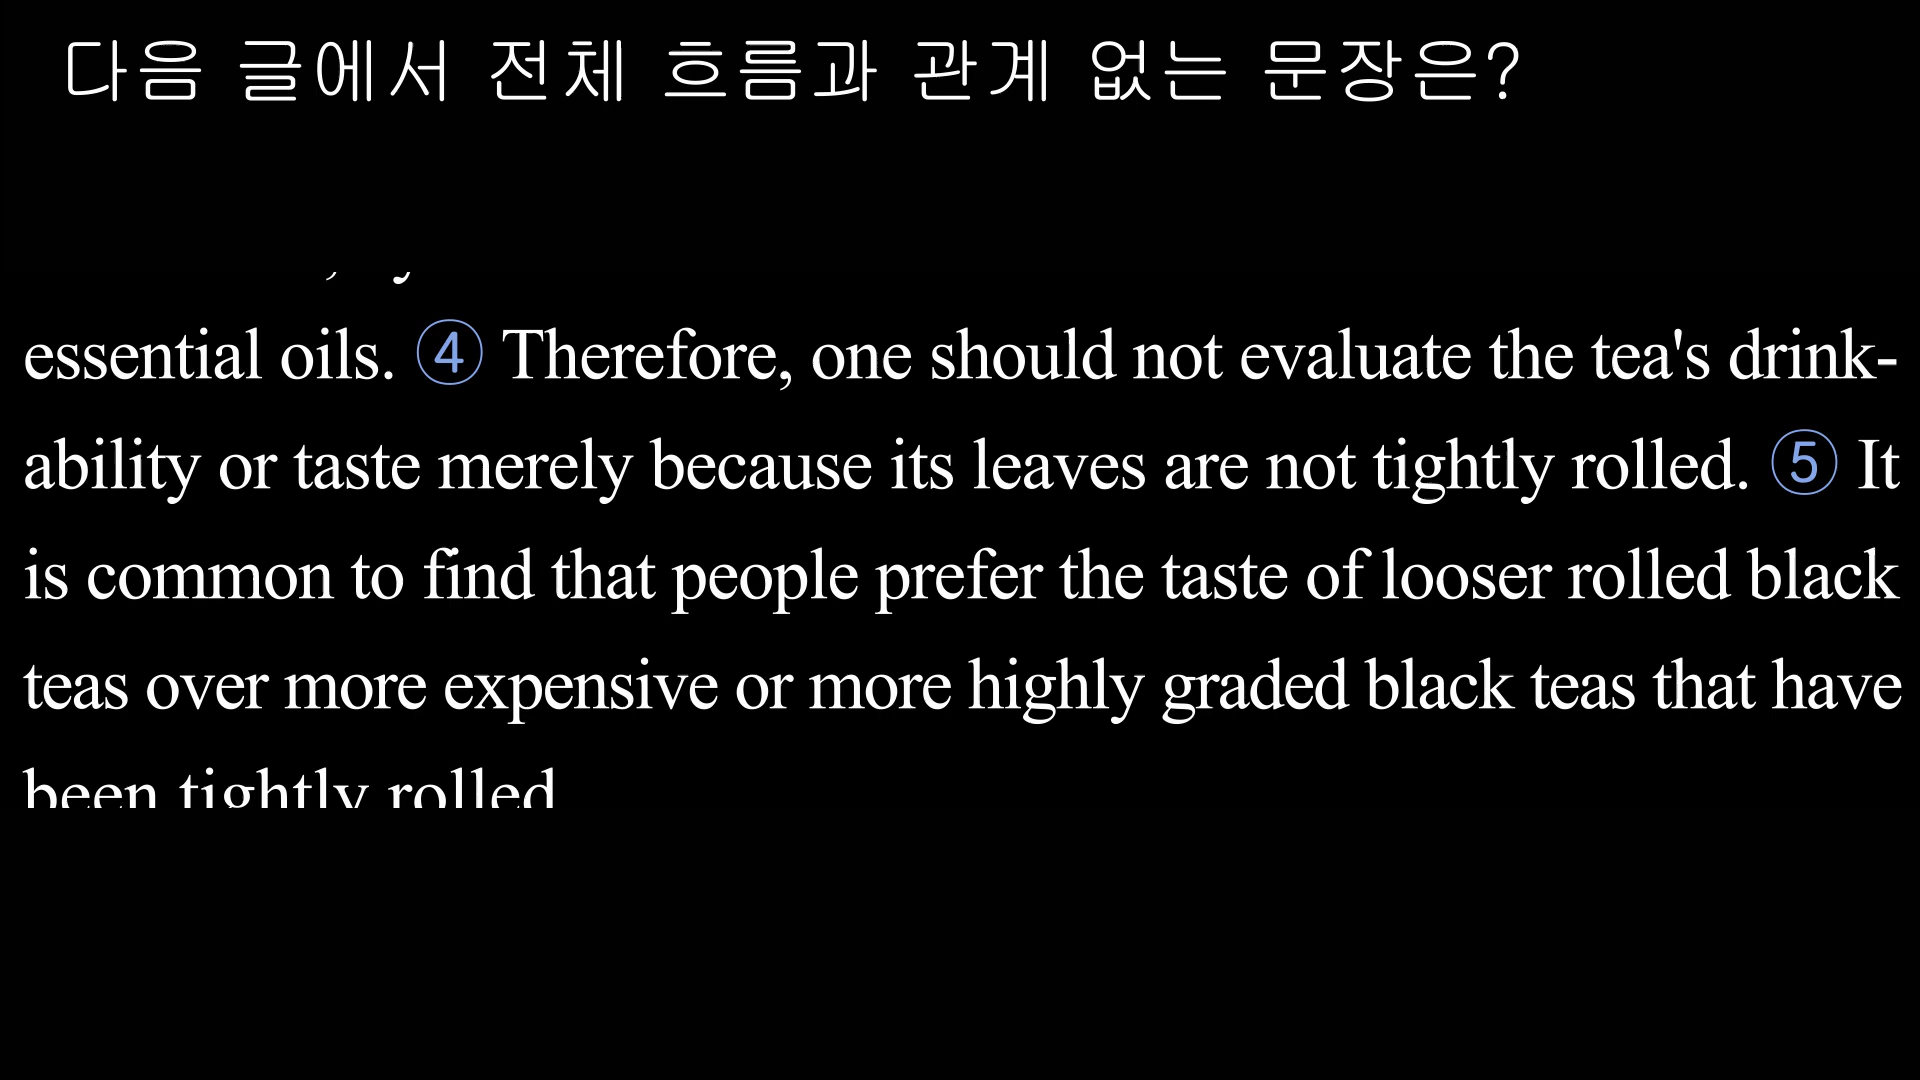 다음 글에서 전체 흐름과 관계 없는 문장은?
essential oils. ④ Therefore, one should not evaluate the tea's drink-
ability or taste merely because its leaves are not tightly rolled. ⑤ It
is common to find that people prefer the taste of looser rolled black
teas over more expensive or more highly graded black teas that have
been tightly rolled